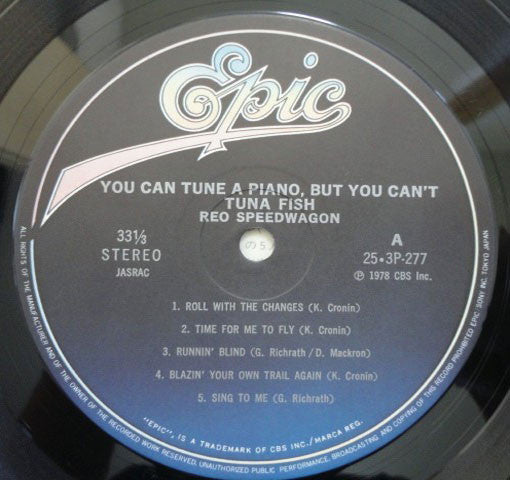 Epic
YOU CAN TUNE A PIANO, BUT YOU CAN'T
TUNA FISH
REO SPEEDWAGON
33⅓
STEREO
JASRAC
A
25•3P-277
Ⓟ 1978 CBS Inc.
1. ROLL WITH THE CHANGES (K. Cronin)
2. TIME FOR ME TO FLY (K. Cronin)
3. RUNNIN' BLIND (G. Richrath/D. Mackron)
4. BLAZIN' YOUR OWN TRAIL AGAIN (K. Cronin)
5. SING TO ME (G. Richrath)
"EPIC", IS A TRADEMARK OF CBS INC./MARCA REG.
ALL RIGHTS OF THE MANUFACTURER AND OF THE OWNER OF THE RECORDED WORK RESERVED. UNAUTHORIZED PUBLIC PERFORMANCE, BROADCASTING AND COPYING OF THIS RECORD PROHIBITED EPIC/SONY INC. TOKYO JAPAN